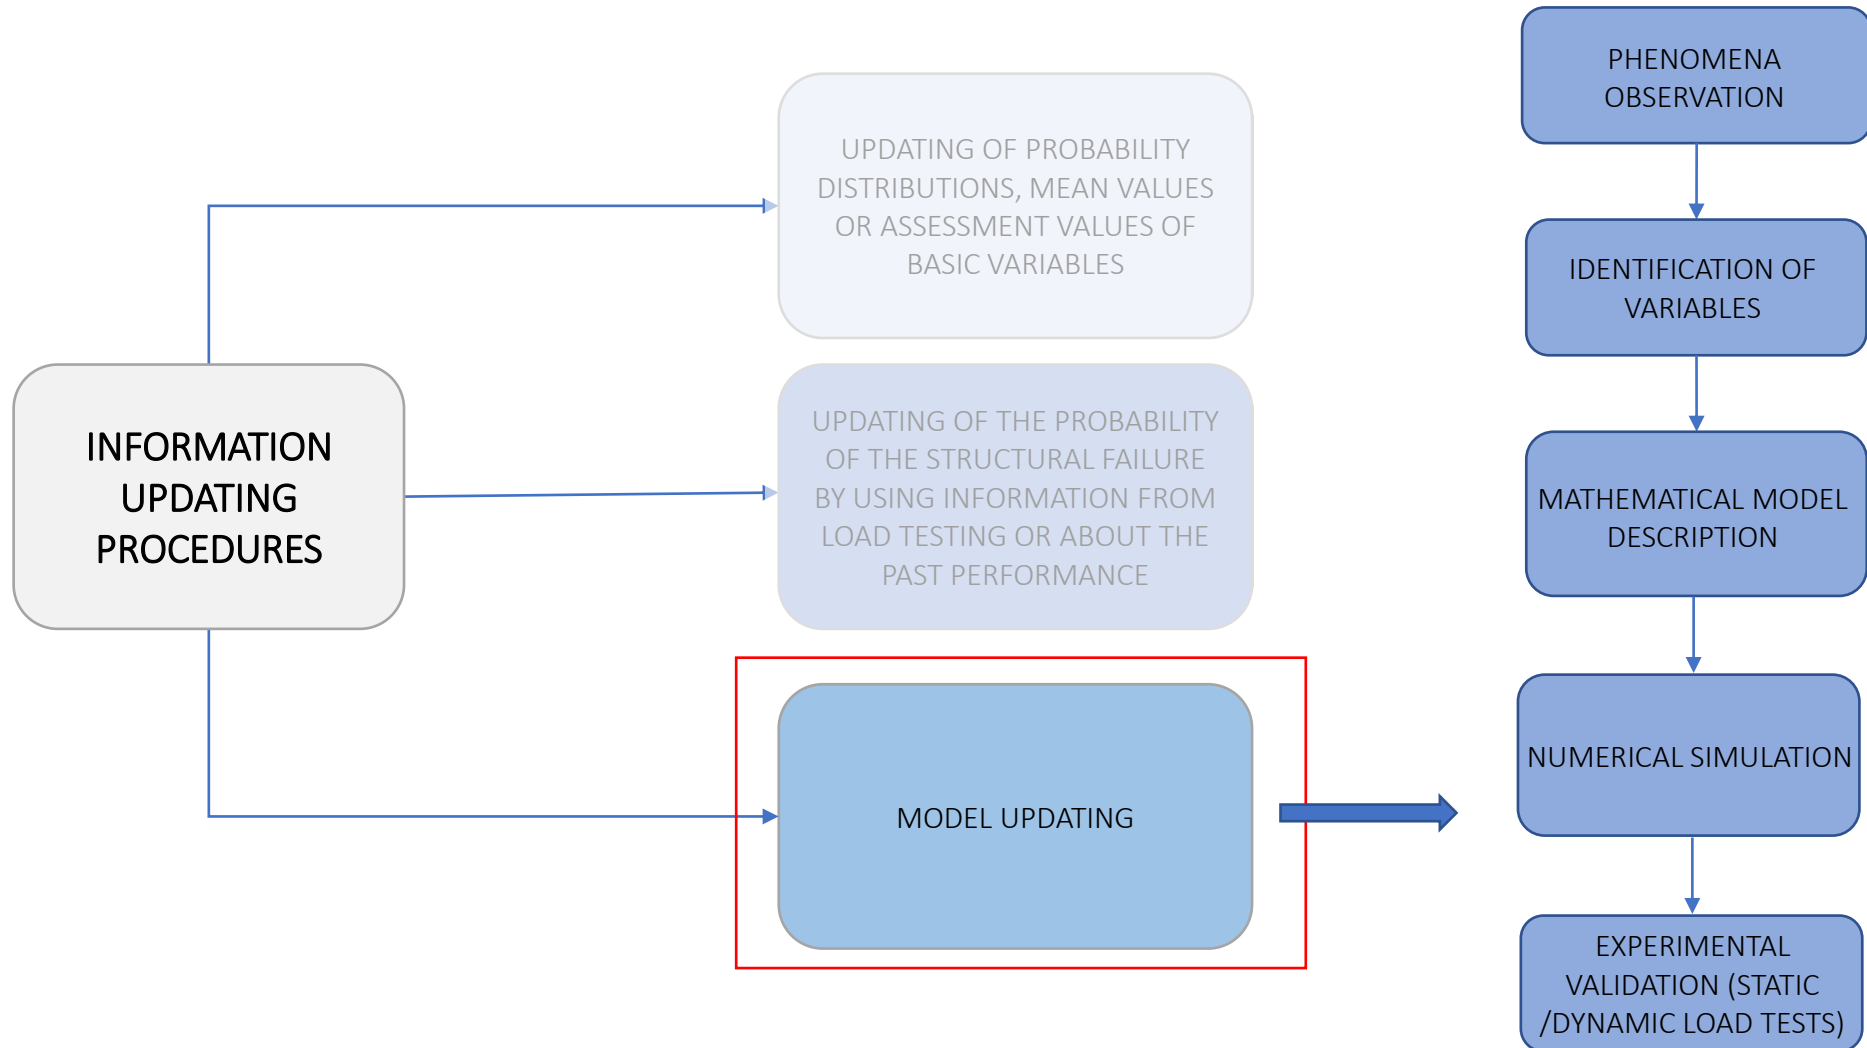 INFORMATION
UPDATING
PROCEDURES
UPDATING OF PROBABILITY
DISTRIBUTIONS, MEAN VALUES
OR ASSESSMENT VALUES OF
BASIC VARIABLES
UPDATING OF THE PROBABILITY
OF THE STRUCTURAL FAILURE
BY USING INFORMATION FROM
LOAD TESTING OR ABOUT THE
PAST PERFORMANCE
MODEL UPDATING
PHENOMENA
OBSERVATION
IDENTIFICATION OF
VARIABLES
MATHEMATICAL MODEL
DESCRIPTION
NUMERICAL SIMULATION
EXPERIMENTAL
VALIDATION (STATIC
/DYNAMIC LOAD TESTS)